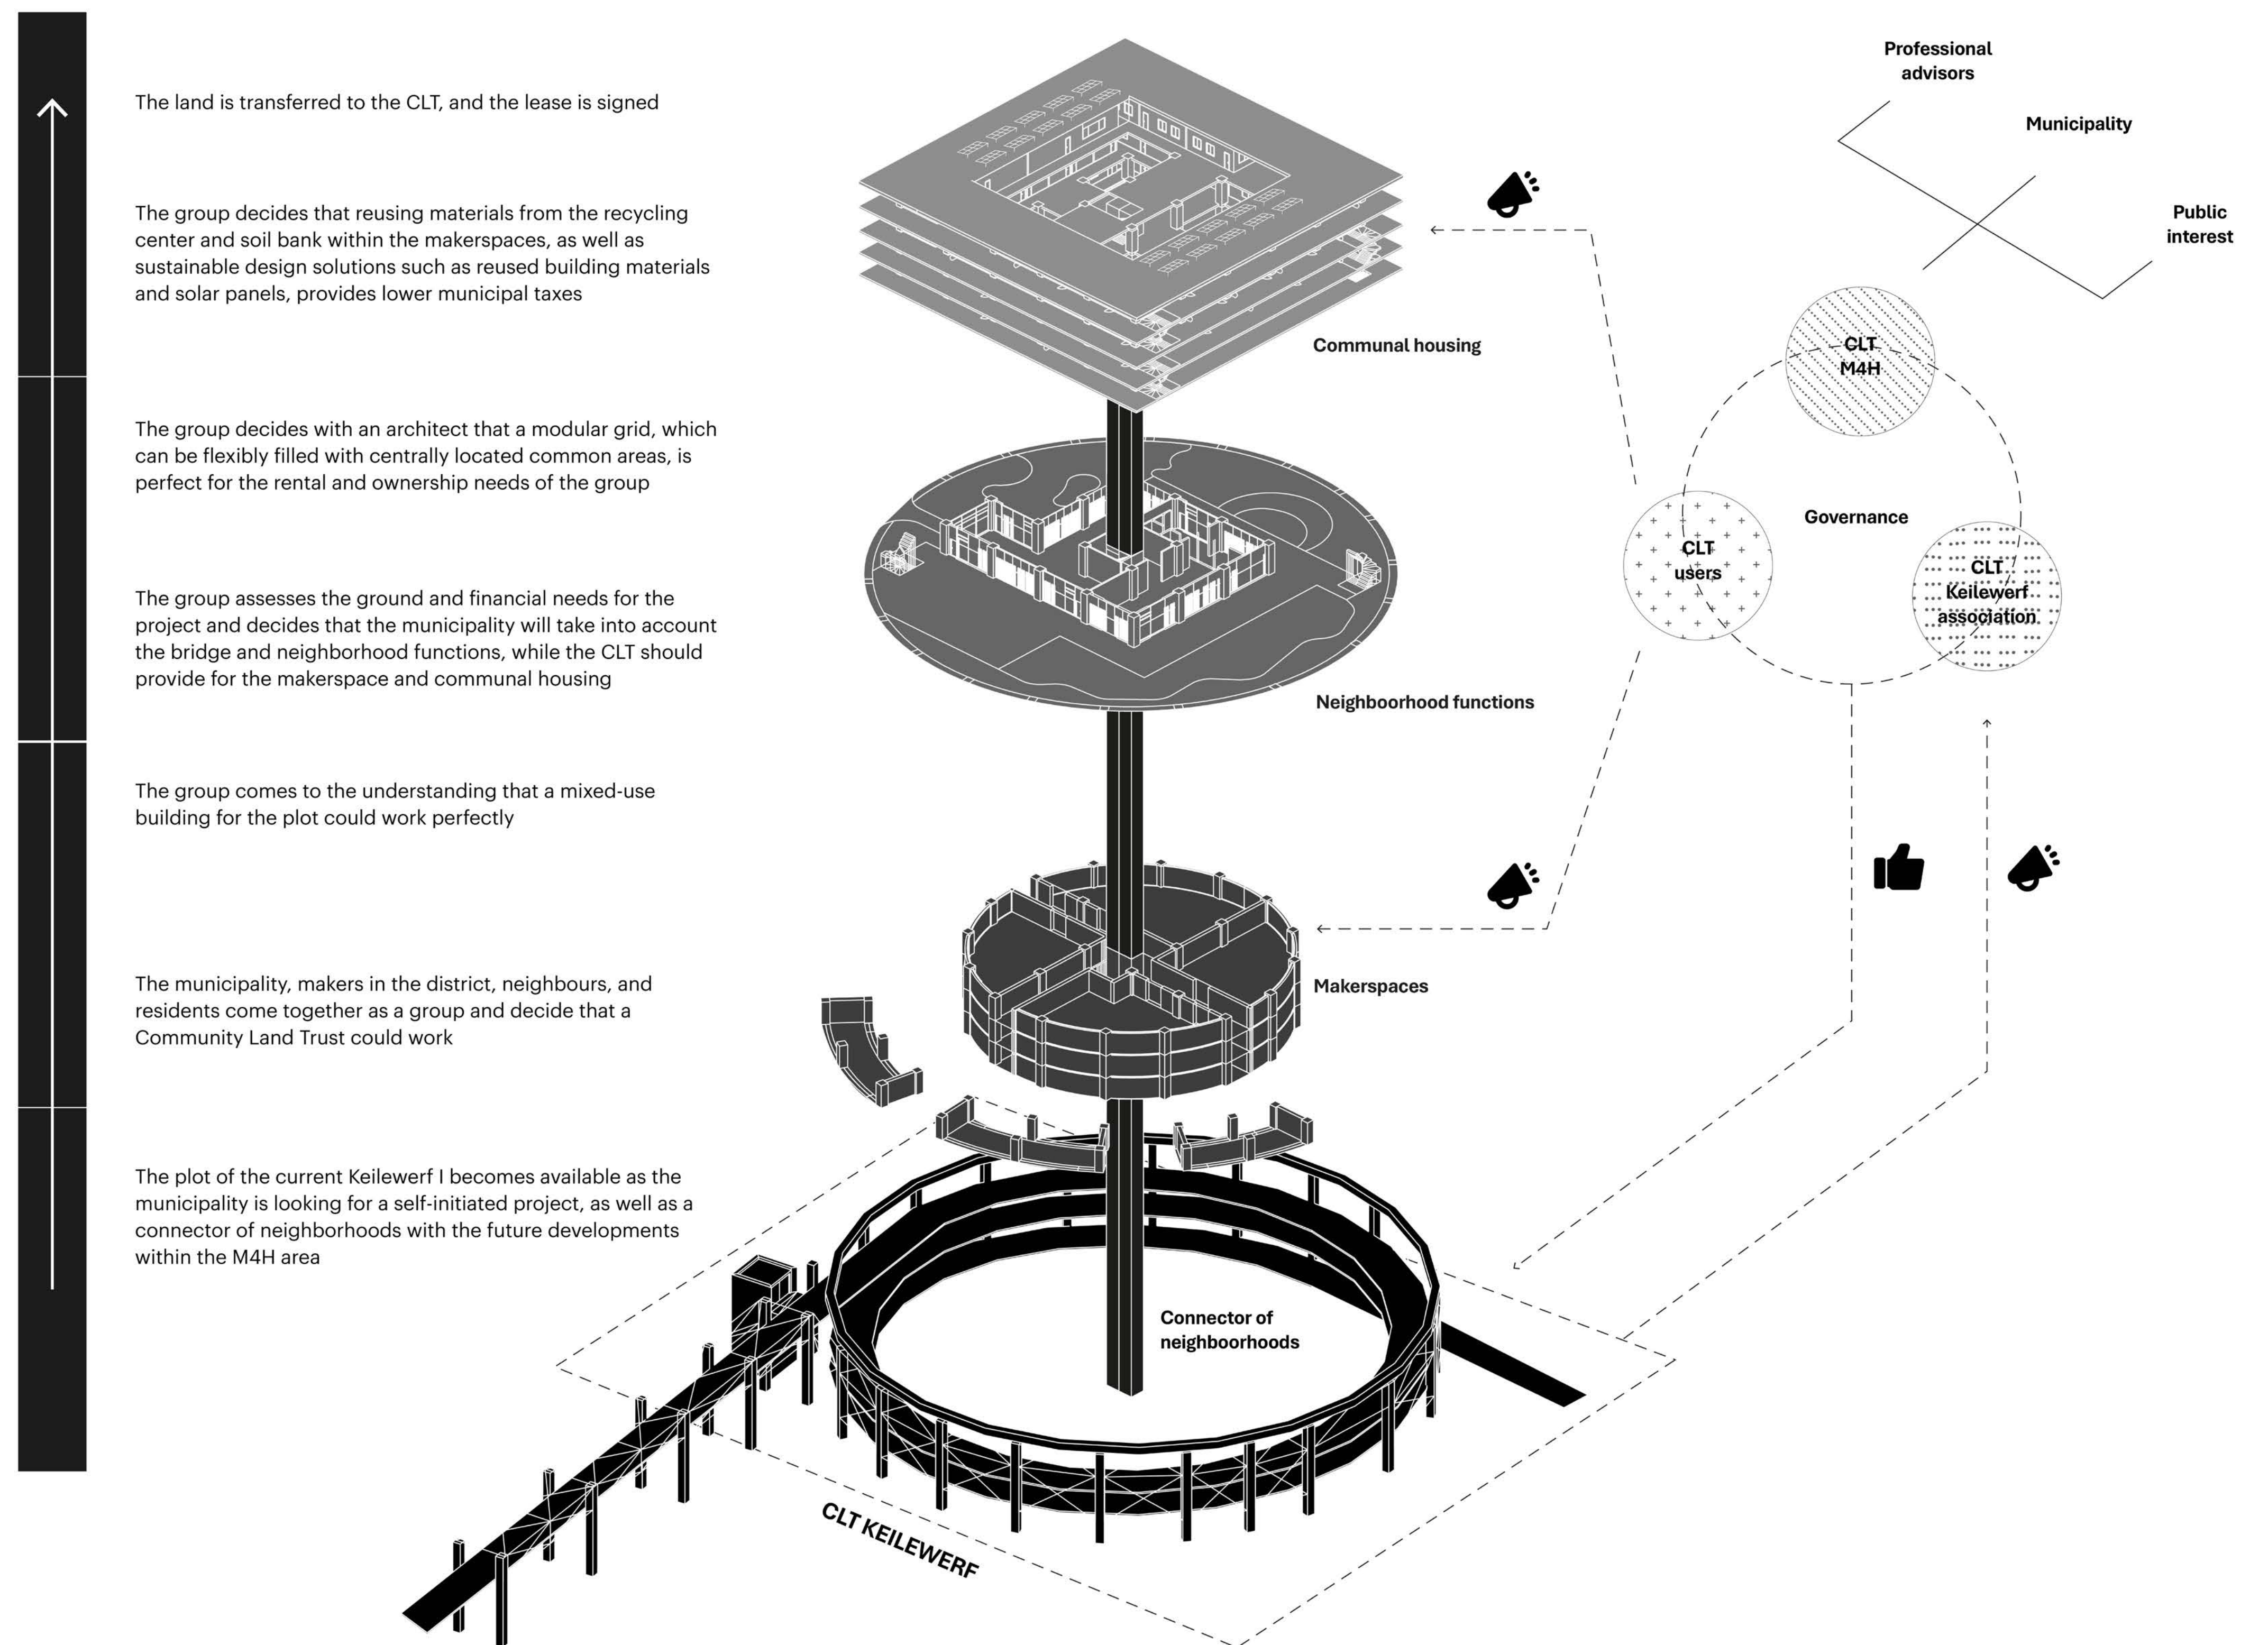 The land is transferred to the CLT, and the lease is signed
The group decides that reusing materials from the recycling
center and soil bank within the makerspaces, as well as
sustainable design solutions such as reused building materials
and solar panels, provides lower municipal taxes
The group decides with an architect that a modular grid, which
can be flexibly filled with centrally located common areas, is
perfect for the rental and ownership needs of the group
The group assesses the ground and financial needs for the
project and decides that the municipality will take into account
the bridge and neighborhood functions, while the CLT should
provide for the makerspace and communal housing
The group comes to the understanding that a mixed-use
building for the plot could work perfectly
The municipality, makers in the district, neighbours, and
residents come together as a group and decide that a
Community Land Trust could work
The plot of the current Keilewerf I becomes available as the
municipality is looking for a self-initiated project, as well as a
connector of neighborhoods with the future developments
within the M4H area
Communal housing
Neighboorhood functions
Makerspaces
Connector of
neighboorhoods
CLT KEILEWERF
Professional
advisors
Municipality
Public
interest
CLT
M4H
Governance
CLT
users
CLT
Keilewerf
association